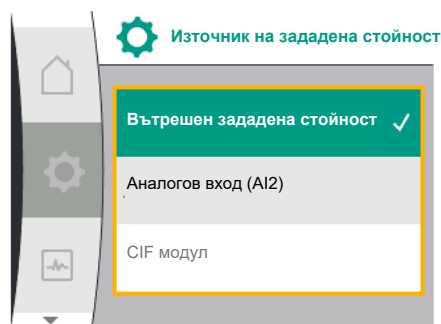 Източник на зададена стойност
Вътрешен зададена стойност
Аналогов вход (AI2)
CIF модул